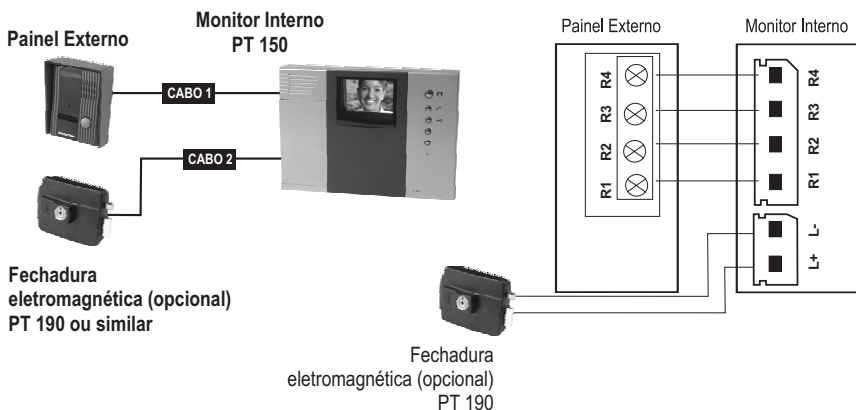 Painel Externo
Monitor Interno
PT 150
CABO 1
CABO 2
Fechadura
eletromagnética (opcional)
PT 190 ou similar
Painel Externo
Monitor Interno
R4
R3
R2
R1
R4
R3
R2
R1
L-
L+
Fechadura
eletromagnética (opcional)
PT 190